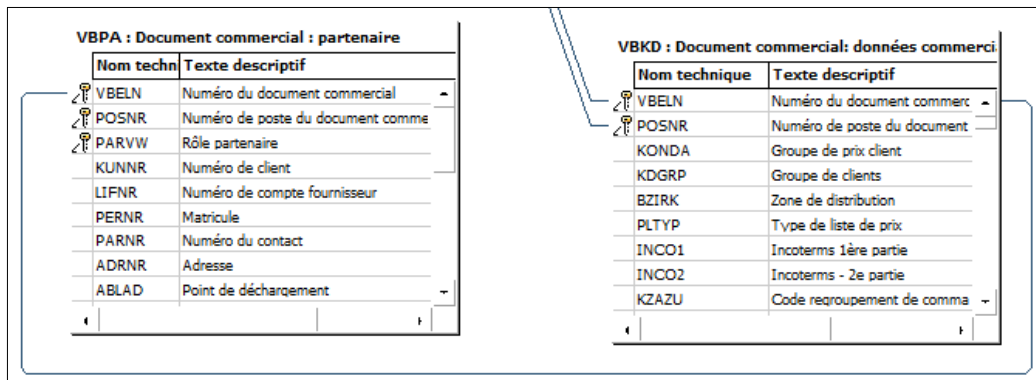 VBPA : Document commercial : partenaire
Nom techn Texte descriptif
VBELN Numéro du document commercial
POSNR Numéro de poste du document comme
PARVW Rôle partenaire
KUNNR Numéro de client
LIFNR Numéro de compte fournisseur
PERNR Matricule
PARNR Numéro du contact
ADRNR Adresse
ABLAD Point de déchargement
VBKD : Document commercial: données commerci
Nom technique Texte descriptif
VBELN Numéro du document commerc
POSNR Numéro de poste du document
KONDA Groupe de prix client
KDGRP Groupe de clients
BZIRK Zone de distribution
PLTYP Type de liste de prix
INCO1 Incoterms 1ère partie
INCO2 Incoterms - 2e partie
KZAZU Code regroupement de comma